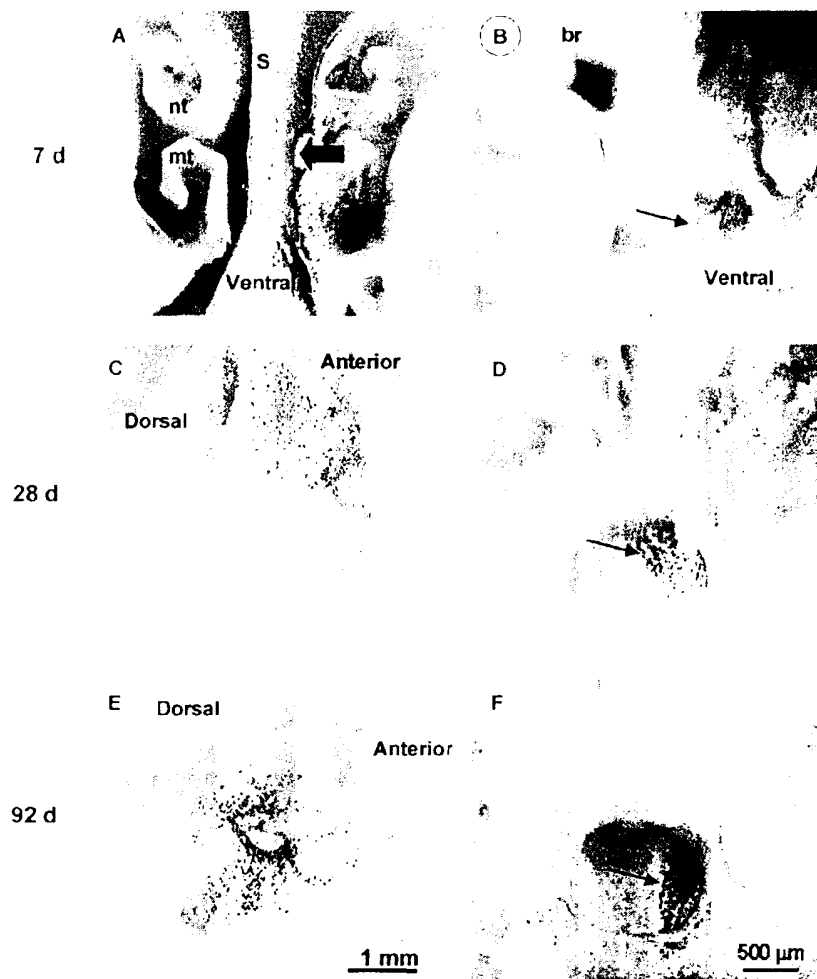 A
S
nt
mt
Ventral
7 d
B
br
Ventral
C
Anterior
Dorsal
28 d
D
E
Dorsal
Anterior
92 d
1 mm
F
500 µm